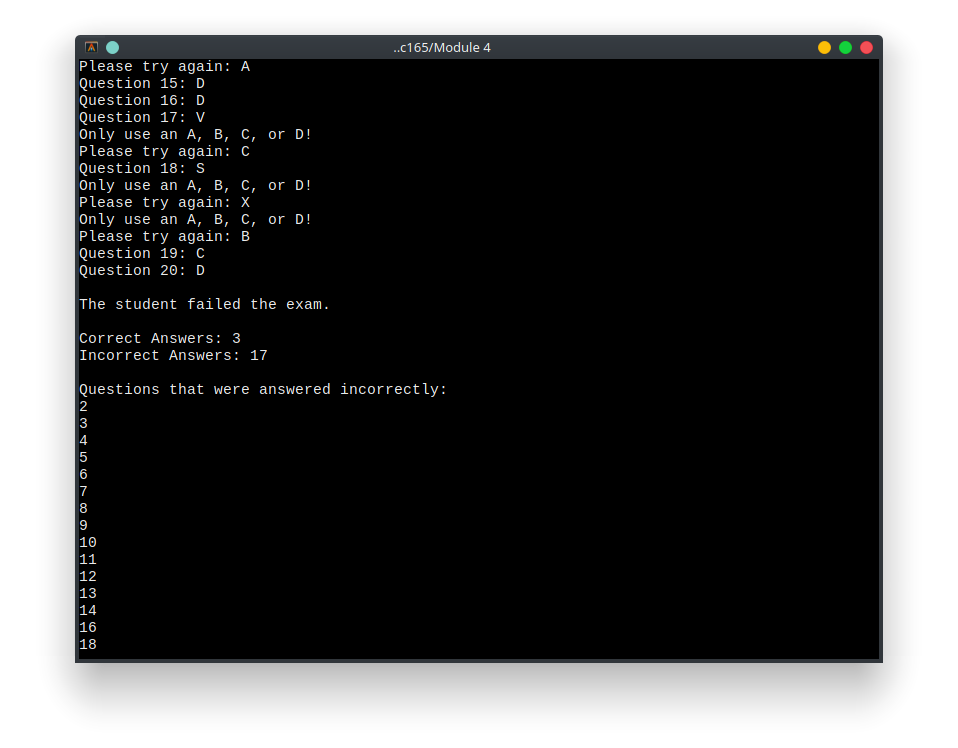 ..c165/Module 4
Please try again: A
Question 15: D
Question 16: D
Question 17: V
Only use an A, B, C, or D!
Please try again: C
Question 18: S
Only use an A, B, C, or D!
Please try again: X
Only use an A, B, C, or D!
Please try again: B
Question 19: C
Question 20: D
The student failed the exam.
Correct Answers: 3
Incorrect Answers: 17
Questions that were answered incorrectly:
2
3
4
5
6
7
8
9
10
11
12
13
14
16
18